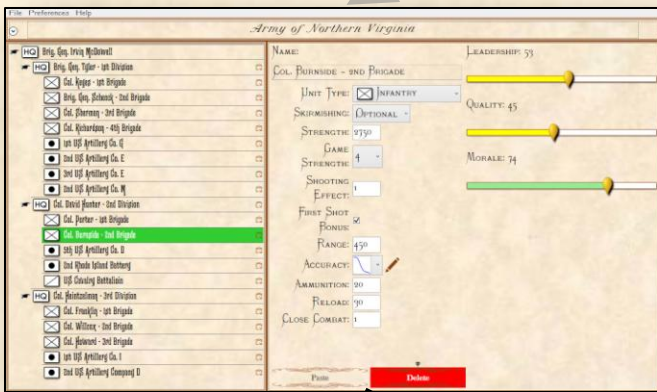 File Preferences Help
Army of Northern Virginia
HQ Brig. Gen. Irvin McDowell
HQ Brig. Gen. Tyler - 1st Division
Col. Keyes - 1st Brigade
Brig. Gen. Schenck - 2nd Brigade
Col. Sherman - 3rd Brigade
Col. Richardson - 4th Brigade
1st US Artillery Co. G
2nd US Artillery Co. E
3rd US Artillery Co. E
2nd US Artillery Co. M
HQ Col. David Hunter - 2nd Division
Col. Porter - 1st Brigade
Col. Burnside - 2nd Brigade
5th US Artillery Co. D
2nd Rhode Island Battery
US Cavalry Battalion
HQ Col. Heintzelman - 3rd Division
Col. Franklin - 1st Brigade
Col. Willcox - 2nd Brigade
Col. Howard - 3rd Brigade
1st US Artillery Co. I
2nd US Artillery Company D
Name:
Col. Burnside - 2nd Brigade
Unit Type: Infantry
Skirmishing: Optional
Strength: 2750
Game
Strength: 4
Shooting
Effect: 1
First Shot
Bonus:
Range: 450
Accuracy:
Ammunition: 20
Reload: 90
Close Combat: 1
Paste Delete
Leadership: 53
Quality: 45
Morale: 74